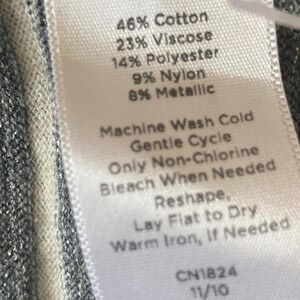 46% Cotton
23% Viscose
14% Polyester
9% Nylon
8% Metallic
Machine Wash Cold
Gentle Cycle
Only Non-Chlorine
Bleach When Needed
Reshape,
Lay Flat to Dry
Warm Iron, If Needed
CN1824
11/10